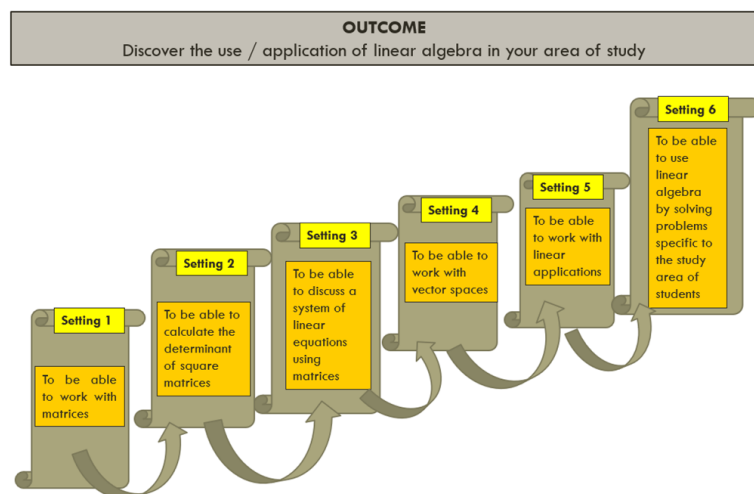 OUTCOME
Discover the use / application of linear algebra in your area of study
Setting 1
To be able
to work with
matrices
Setting 2
To be able to
calculate the
determinant
of square
matrices
Setting 3
To be able
to discuss a
system of
linear
equations
using
matrices
Setting 4
To be able to
work with
vector spaces
Setting 5
To be able
to work with
linear
applications
Setting 6
To be able
to use
linear
algebra
by solving
problems
specific to
the study
area of
students